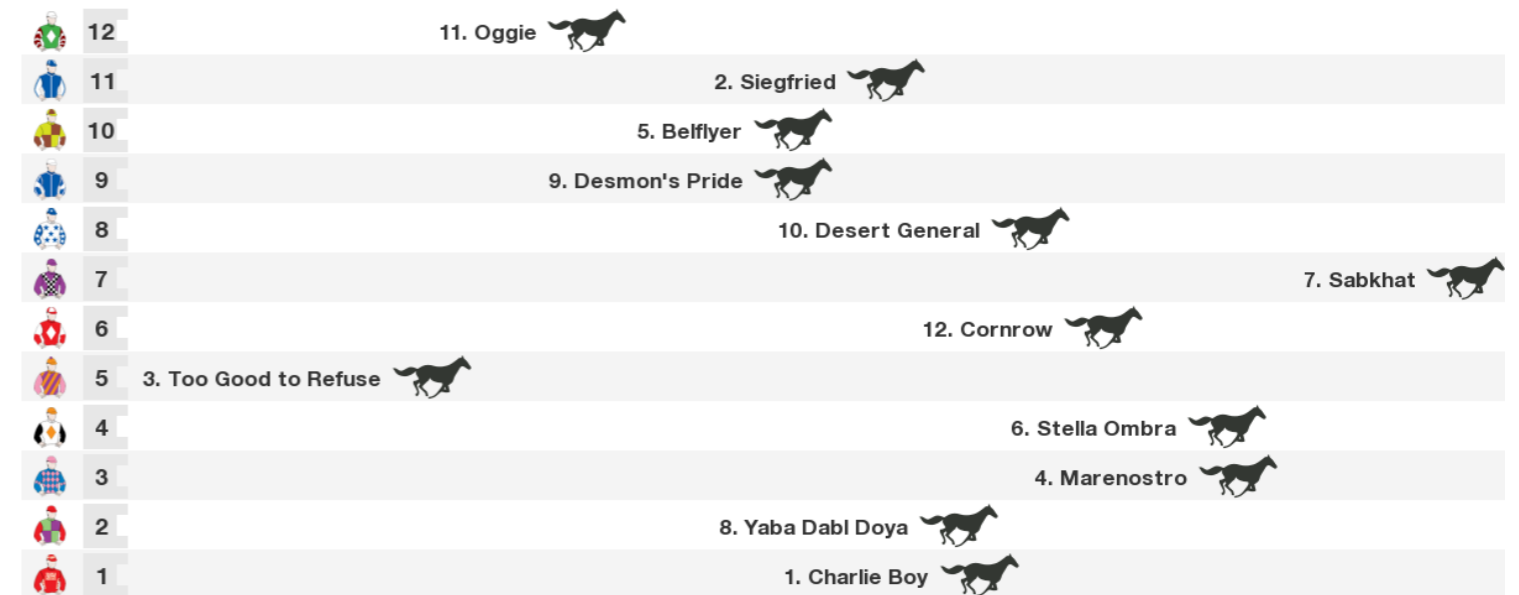 12 11. Oggie
11 2. Siegfried
10 5. Belflyer
9 9. Desmon's Pride
8 10. Desert General
7 7. Sabkhat
6 12. Cornrow
5 3. Too Good to Refuse
4 6. Stella Ombra
3 4. Marenostro
2 8. Yaba Dabl Doya
1 1. Charlie Boy